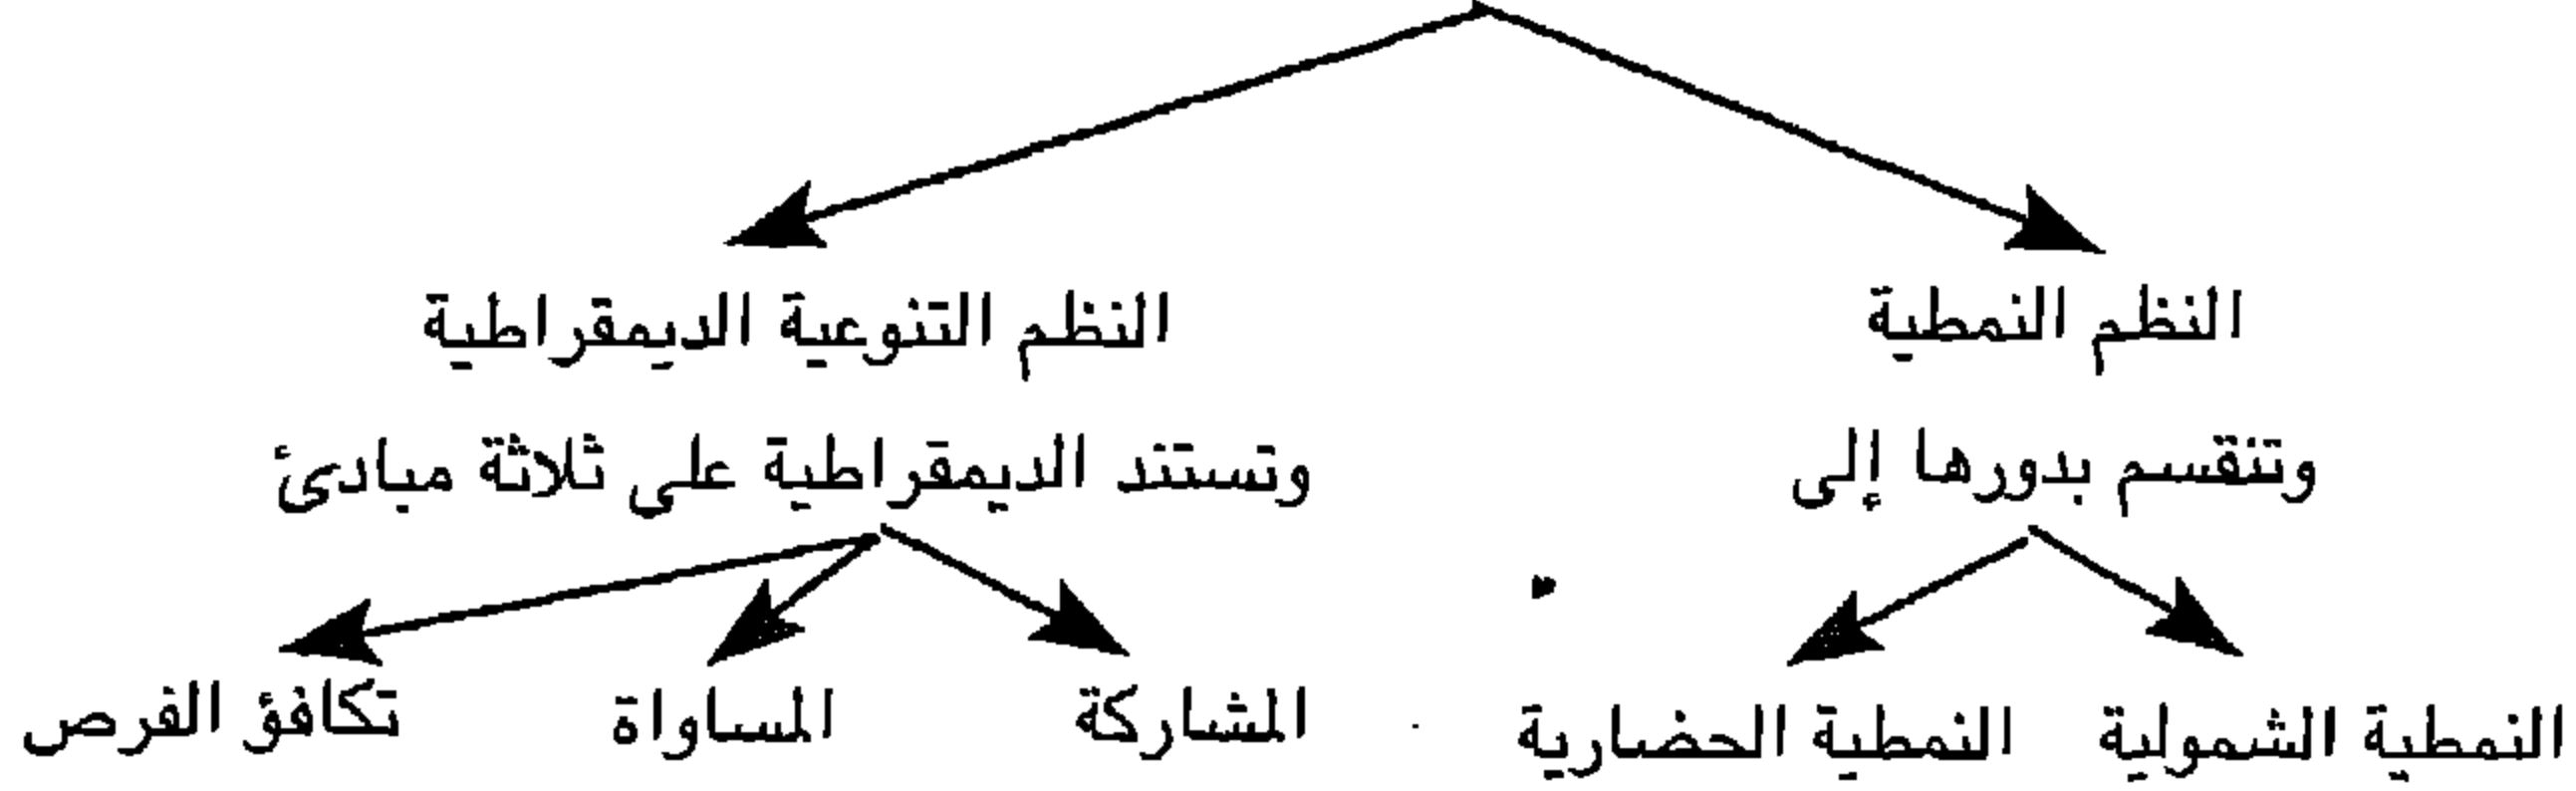 النظم النمطية
النظم التنوعية الديمقراطية
وتنقسم بدورها إلى
وتستند الديمقراطية على ثلاثة مبادئ
النمطية الشمولية
النمطية الحضارية
المشاركة
المساواة
تكافؤ الفرص